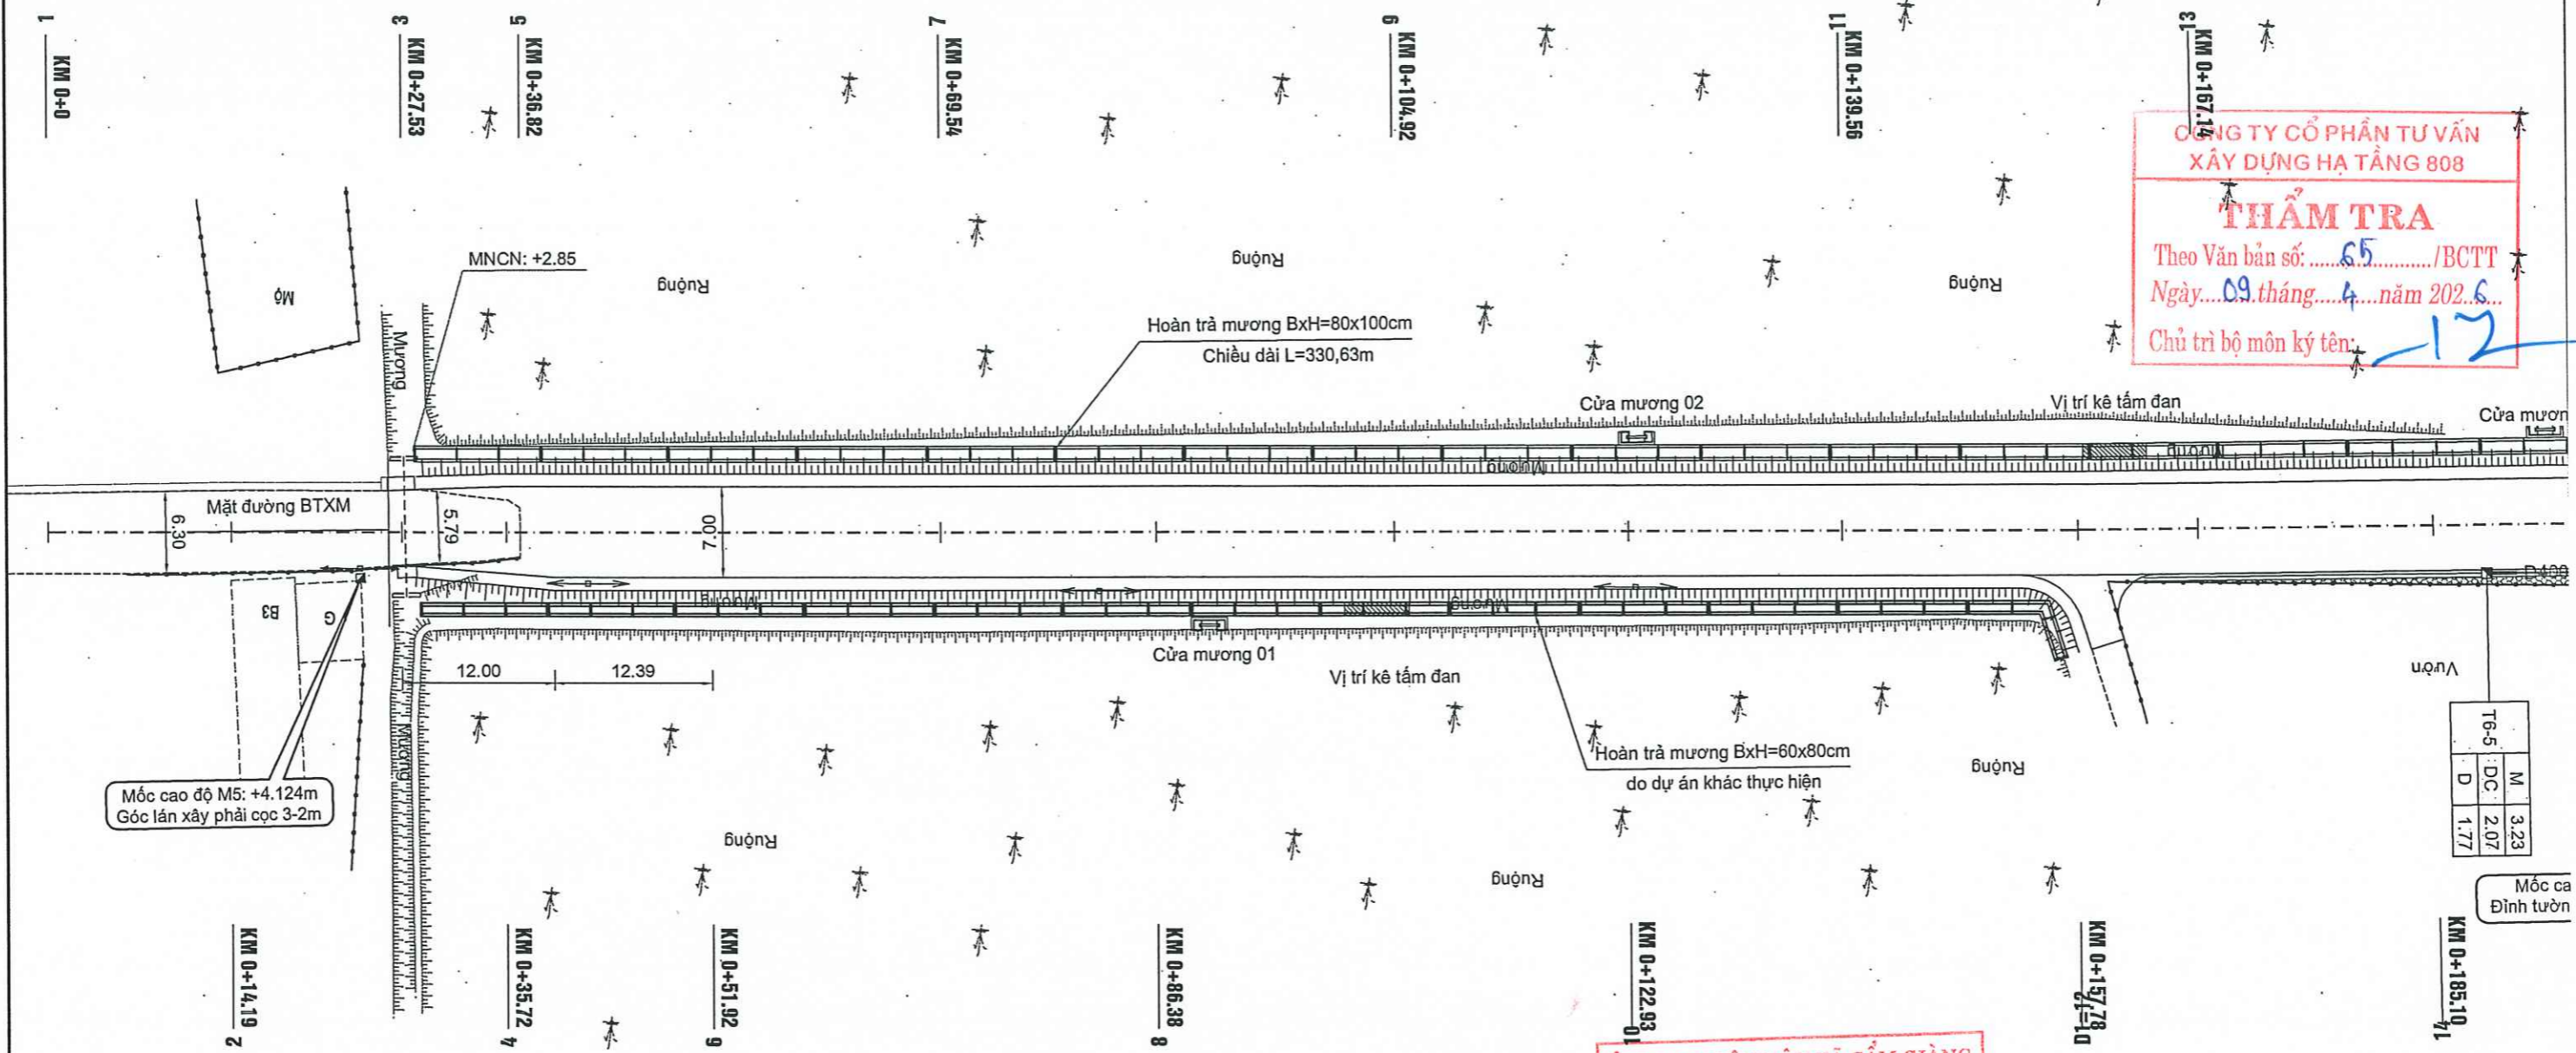 1
KM 0+0
3
KM 0+27.53
5
KM 0+36.82
7
KM 0+69.54
9
KM 0+104.92
11
KM 0+139.56
13
KM 0+167.14
CÔNG TY CỔ PHẦN TƯ VẤN
XÂY DỰNG HẠ TẦNG 808
THẨM TRA
Theo Văn bản số: 65 /BCTT
Ngày 09 tháng 4 năm 2026
Chủ trì bộ môn ký tên:
Mộ
MNCN: +2.85
Ruộng
Ruộng
Ruộng
Mương
Hoàn trả mương BxH=80x100cm
Chiều dài L=330,63m
Cửa mương 02
Vị trí kê tấm đan
Cửa mươn
Mương
Mương
Mặt đường BTXM
6.30
5.79
7.00
D400
B3
G
Mương
Mương
Mương
12.00
12.39
Cửa mương 01
Vị trí kê tấm đan
Vườn
Hoàn trả mương BxH=60x80cm
do dự án khác thực hiện
Ruộng
Ruộng
Ruộng
Mốc cao độ M5: +4.124m
Góc lán xây phải cọc 3-2m
T6-5
M 3.23
DC 2.07
D 1.77
Mốc ca
Đỉnh tườn
KM 0+14.19
2
KM 0+35.72
4
KM 0+51.92
6
KM 0+86.38
8
KM 0+122.93
10
KM 0+157.78
D1=12
KM 0+185.10
14